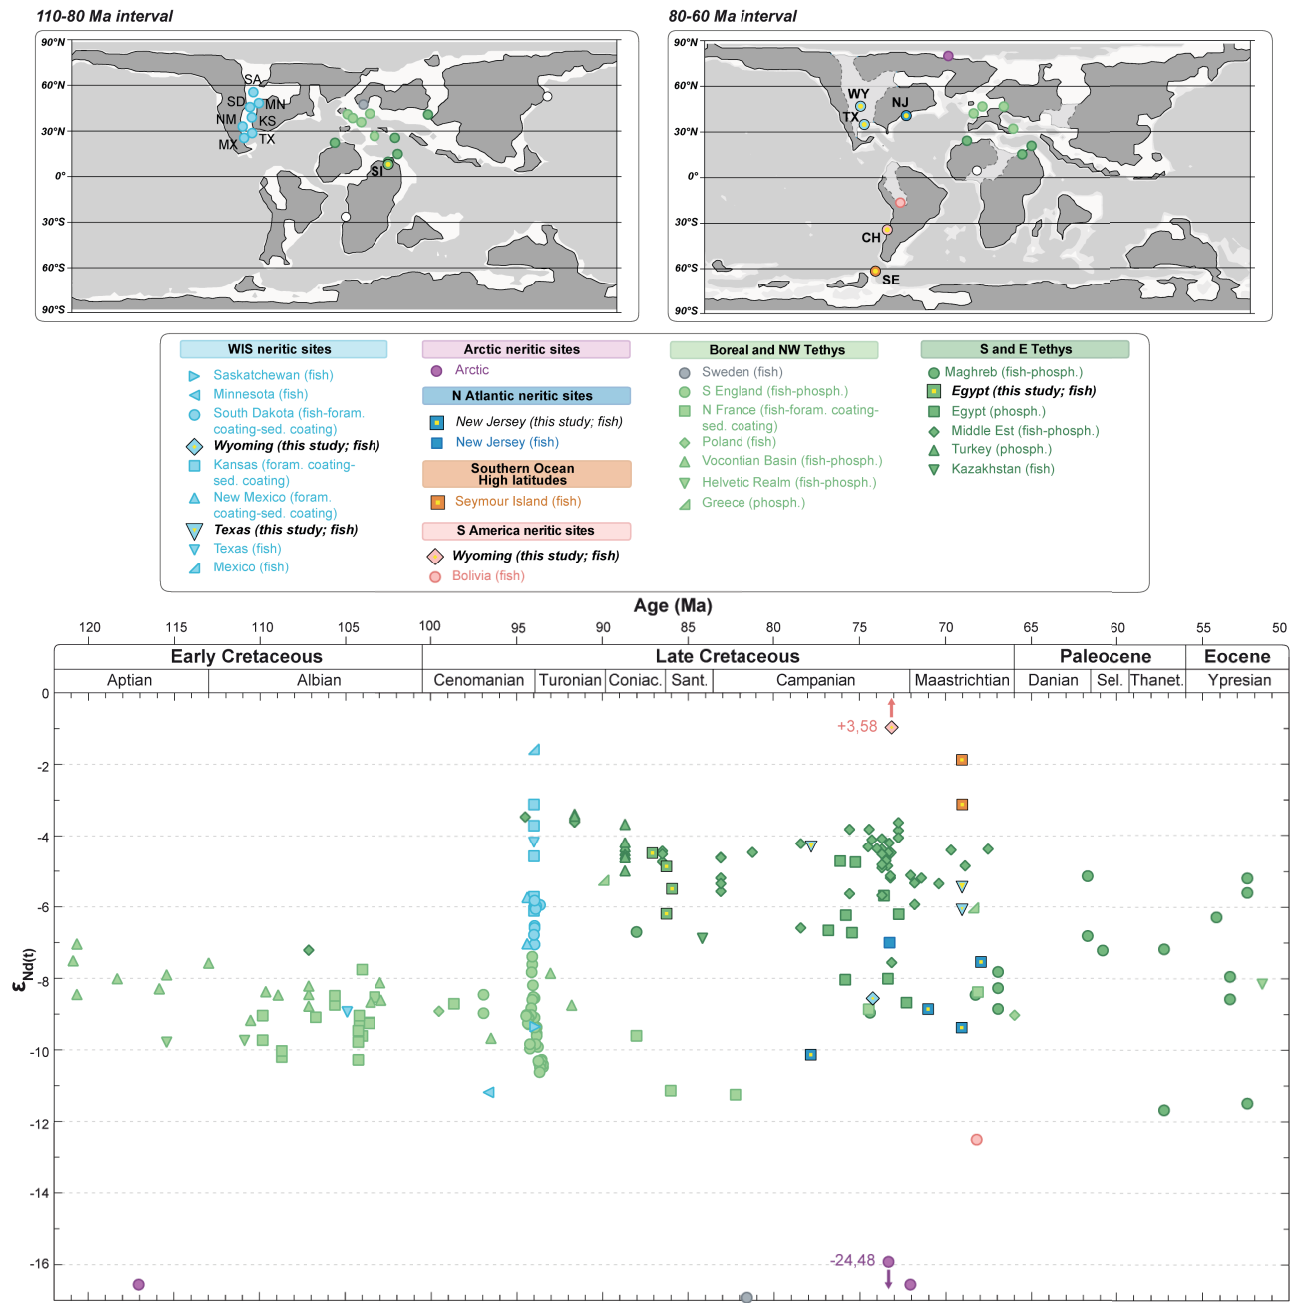 110-80 Ma interval
80-60 Ma interval
90°N
60°N
30°N
0°
30°S
60°S
90°S
SA
SD
MN
NM
KS
MX
TX
SI
90°N
60°N
30°N
0°
30°S
60°S
90°S
WY
TX
NJ
CH
SE
WIS neritic sites
Saskatchewan (fish)
Minnesota (fish)
South Dakota (fish-foram.
coating-sed. coating)
Wyoming (this study; fish)
Kansas (foram. coating-
sed. coating)
New Mexico (foram.
coating-sed. coating)
Texas (this study; fish)
Texas (fish)
Mexico (fish)
Arctic neritic sites
Arctic
N Atlantic neritic sites
New Jersey (this study; fish)
New Jersey (fish)
Southern Ocean
High latitudes
Seymour Island (fish)
S America neritic sites
Wyoming (this study; fish)
Bolivia (fish)
Boreal and NW Tethys
Sweden (fish)
S England (fish-phosph.)
N France (fish-foram. coating-
sed. coating)
Poland (fish)
Vocontian Basin (fish-phosph.)
Helvetic Realm (fish-phosph.)
Greece (phosph.)
S and E Tethys
Maghreb (fish-phosph.)
Egypt (this study; fish)
Egypt (phosph.)
Middle Est (fish-phosph.)
Turkey (phosph.)
Kazakhstan (fish)
Age (Ma)
120 115 110 105 100 95 90 85 80 75 70 65 60 55 50
Early Cretaceous Late Cretaceous Paleocene Eocene
Aptian Albian Cenomanian Turonian Coniac. Sant. Campanian Maastrichtian Danian Sel. Thanet. Ypresian
0
-2
-4
-6
-8
-10
-12
-14
-16
εNd(t)
+3,58
-24,48